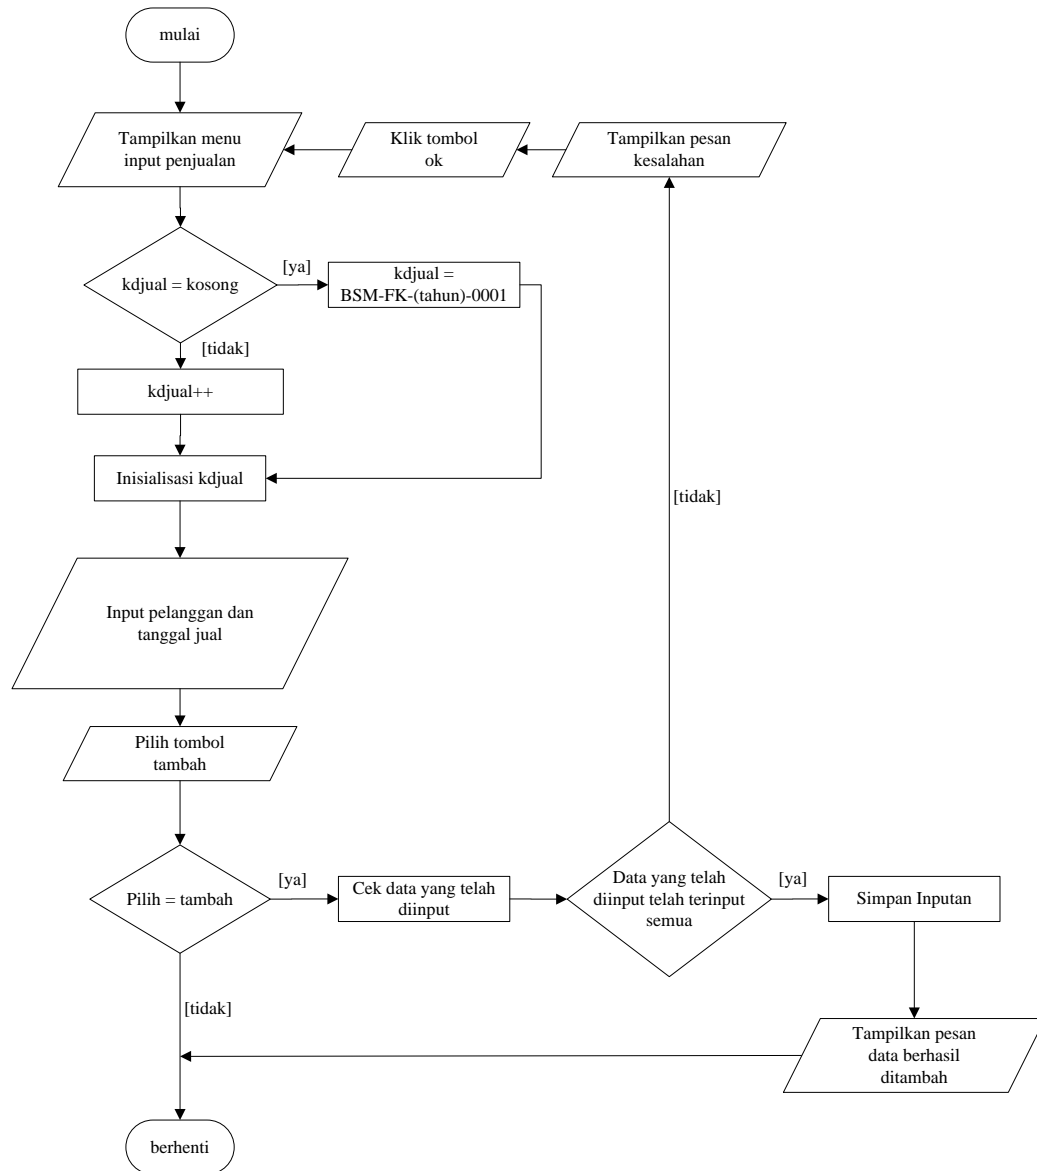 mulai
Tampilkan menu
input penjualan
Klik tombol
ok
Tampilkan pesan
kesalahan
kdjual = kosong
[ya]
kdjual =
BSM-FK-(tahun)-0001
[tidak]
kdjual++
Inisialisasi kdjual
[tidak]
Input pelanggan dan
tanggal jual
Pilih tombol
tambah
Pilih = tambah
[ya]
Cek data yang telah
diinput
Data yang telah
diinput telah terinput
semua
[ya]
Simpan Inputan
[tidak]
Tampilkan pesan
data berhasil
ditambah
berhenti